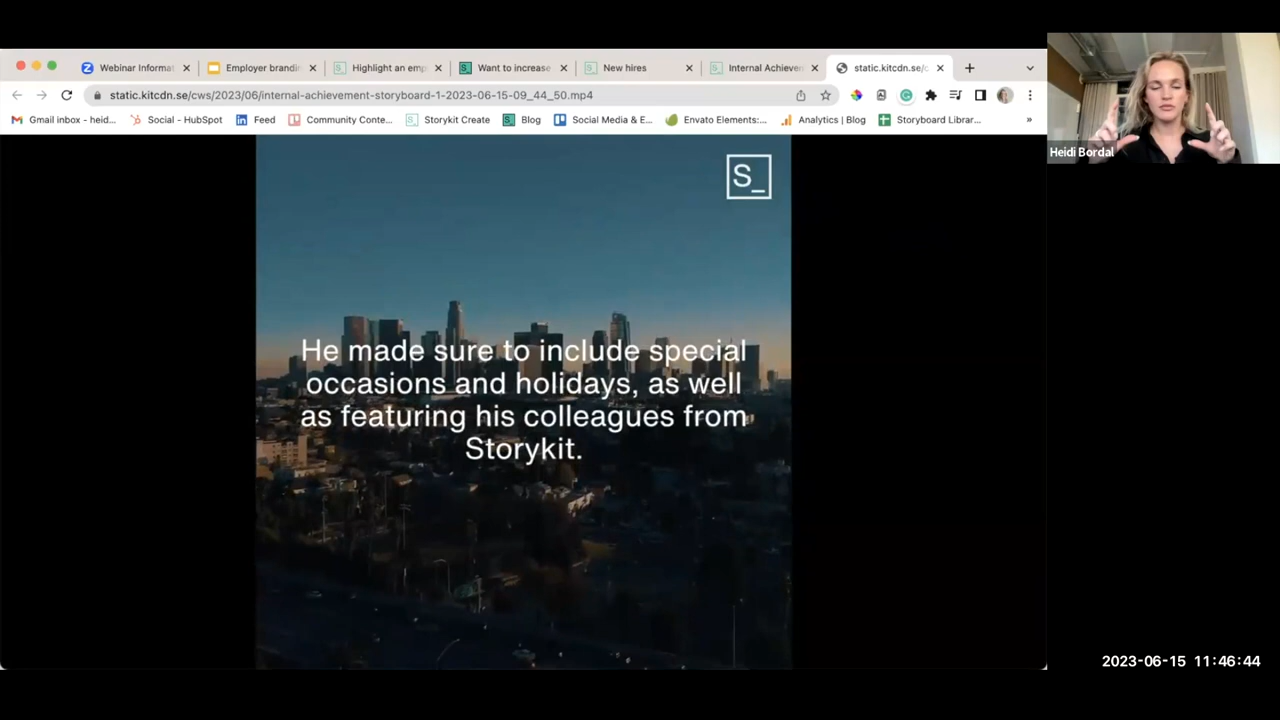 Webinar Informat
Employer brandi
Highlight an emp
Want to increase
New hires
Internal Achieven
static.kitcdn.se/c
static.kitcdn.se/cws/2023/06/internal-achievement-storyboard-1-2023-06-15-09_44_50.mp4
Gmail inbox - heid...
Social - HubSpot
Feed
Community Conte...
Storykit Create
Blog
Social Media & E...
Envato Elements:...
Analytics | Blog
Storyboard Librar...
»
Heidi Bordal
S_
He made sure to include special
occasions and holidays, as well
as featuring his colleagues from
Storykit.
2023-06-15 11:46:44